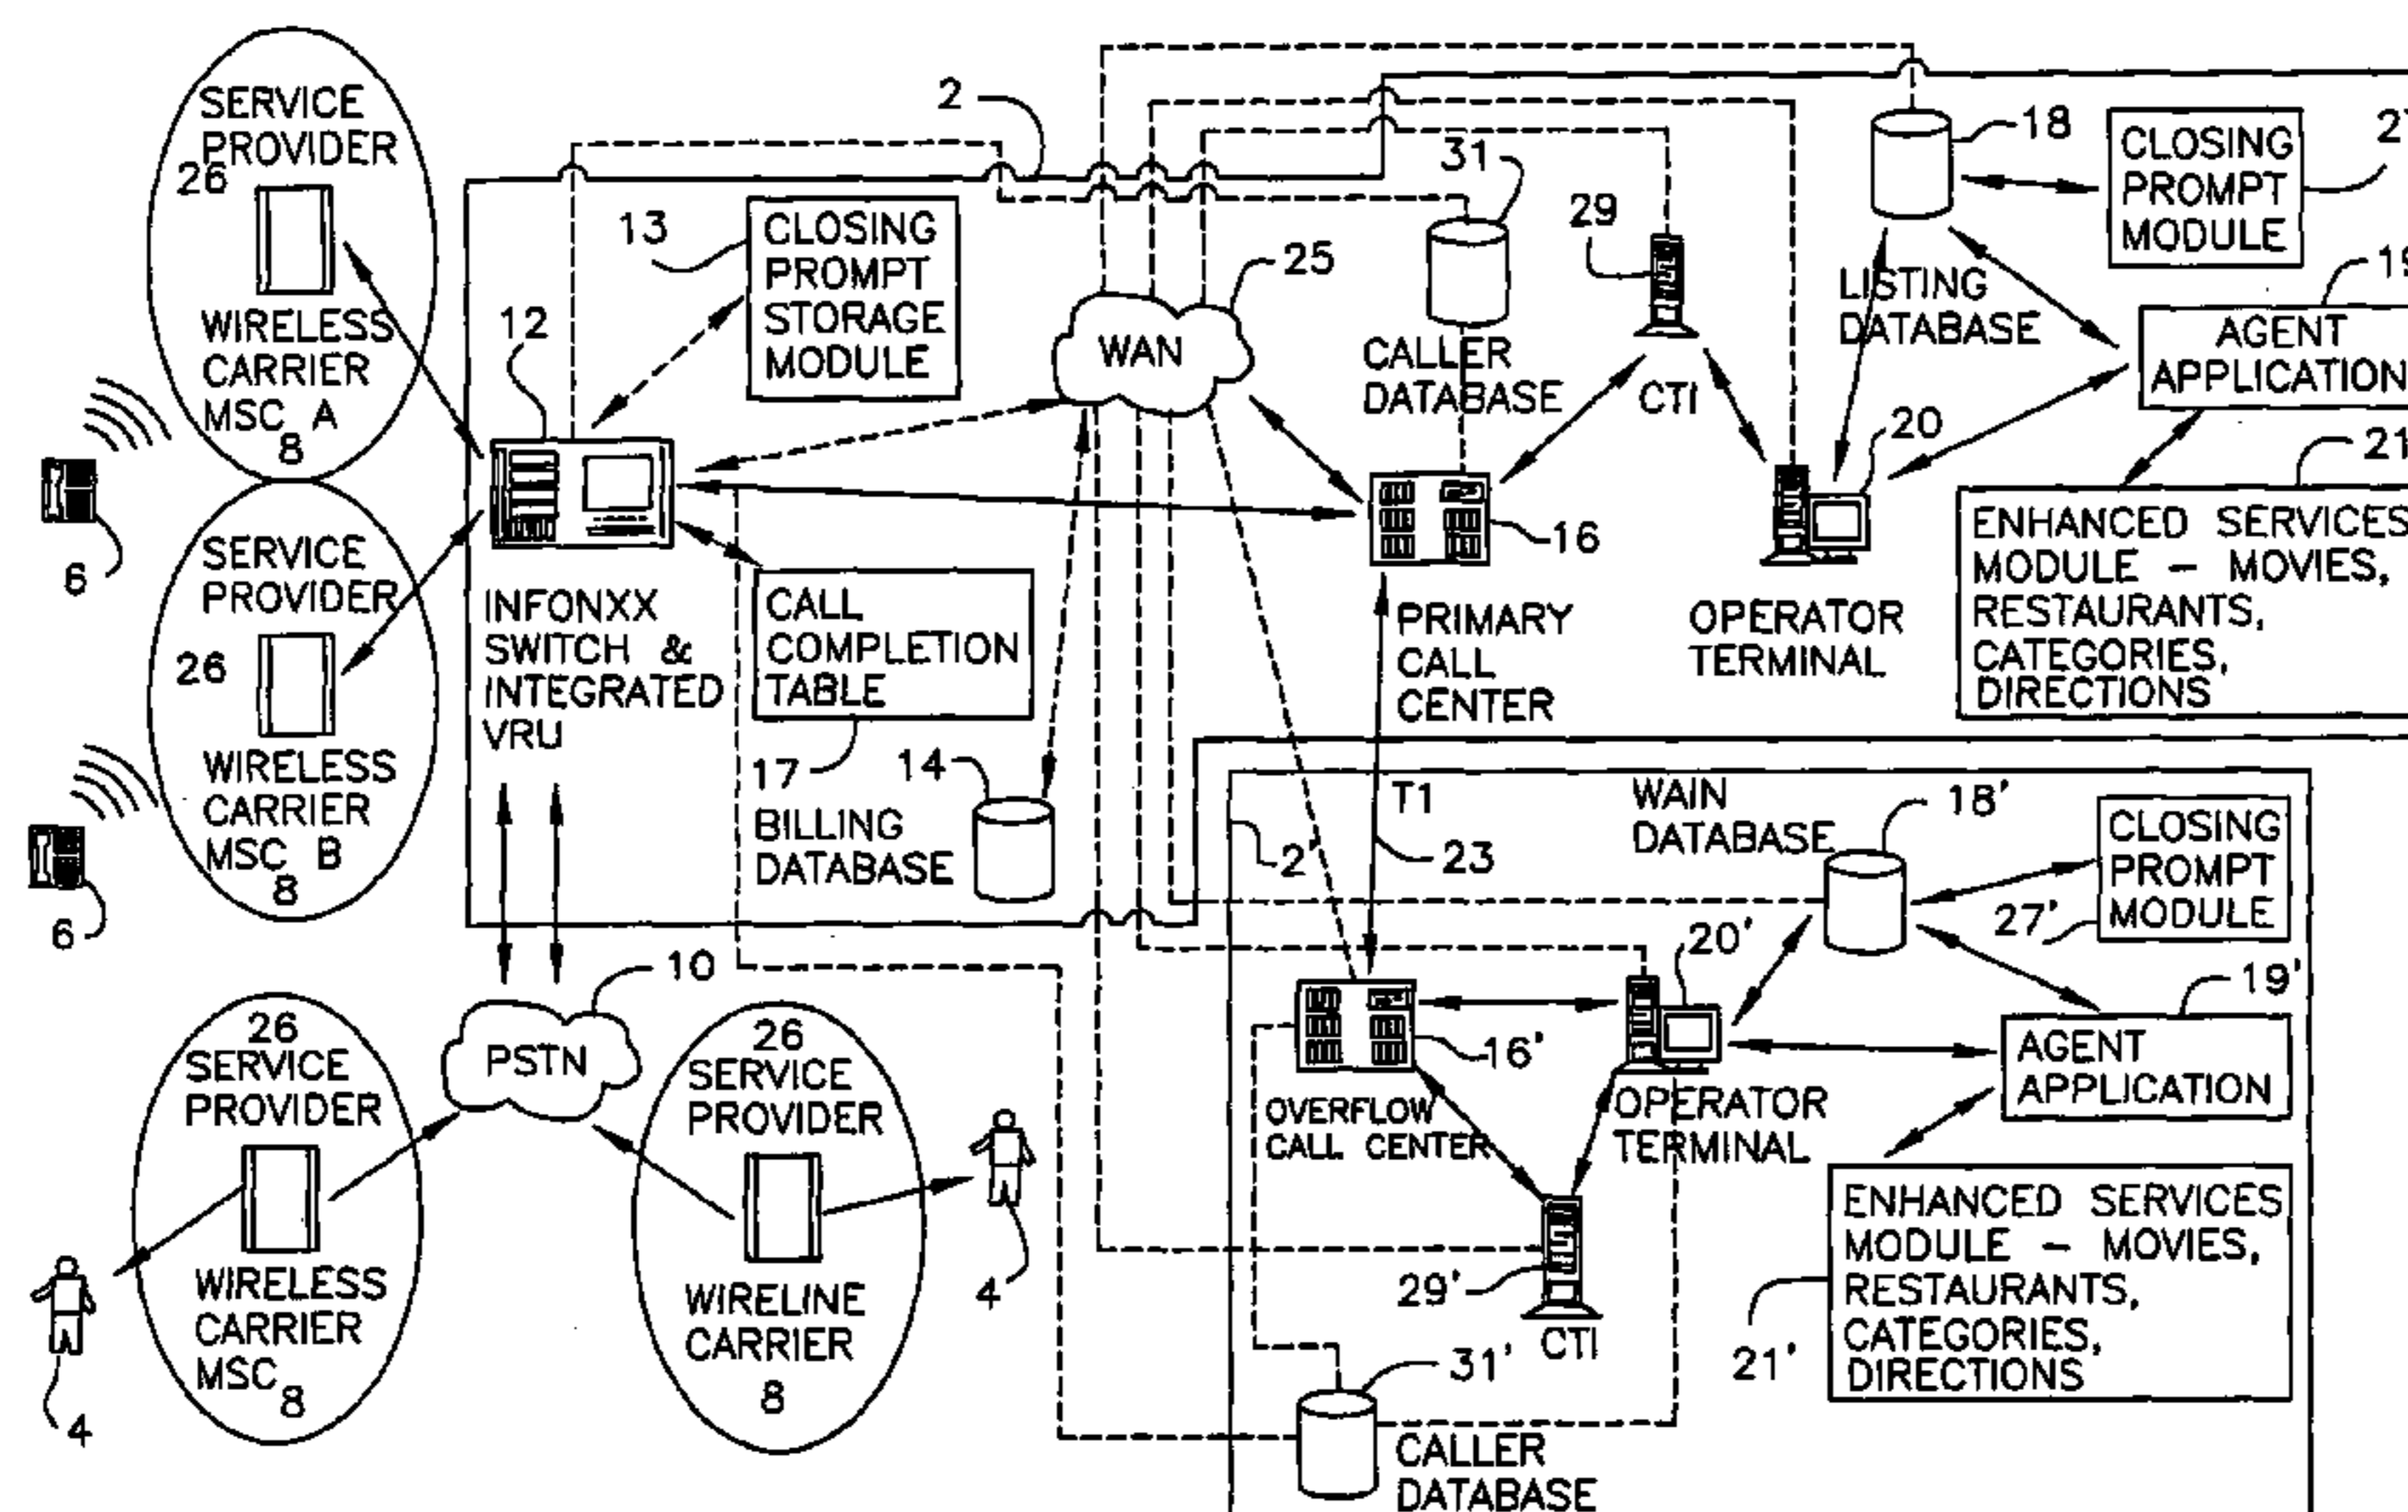 SERVICE
PROVIDER
26
WIRELESS
CARRIER
MSC A
8
6
SERVICE
PROVIDER
26
WIRELESS
CARRIER
MSC B
8
6
2
13
CLOSING
PROMPT
STORAGE
MODULE
12
INFONXX
SWITCH &
INTEGRATED
VRU
CALL
COMPLETION
TABLE
17
14
BILLING
DATABASE
WAN
25
31
CALLER
DATABASE
29
CTI
16
PRIMARY
CALL
CENTER
20
OPERATOR
TERMINAL
18
LISTING
DATABASE
CLOSING
PROMPT
MODULE
AGENT
APPLICATION
21
ENHANCED SERVICES
MODULE – MOVIES,
RESTAURANTS,
CATEGORIES,
DIRECTIONS
T1
23
2'
WAIN
DATABASE
18'
CLOSING
PROMPT
MODULE
27'
20'
19'
AGENT
APPLICATION
16'
OVERFLOW
CALL CENTER
OPERATOR
TERMINAL
29'
CTI
ENHANCED SERVICES
MODULE – MOVIES,
RESTAURANTS,
CATEGORIES,
DIRECTIONS
21'
31'
CALLER
DATABASE
10
PSTN
26
SERVICE
PROVIDER
WIRELESS
CARRIER
MSC
8
4
26
SERVICE
PROVIDER
WIRELINE
CARRIER
8
4